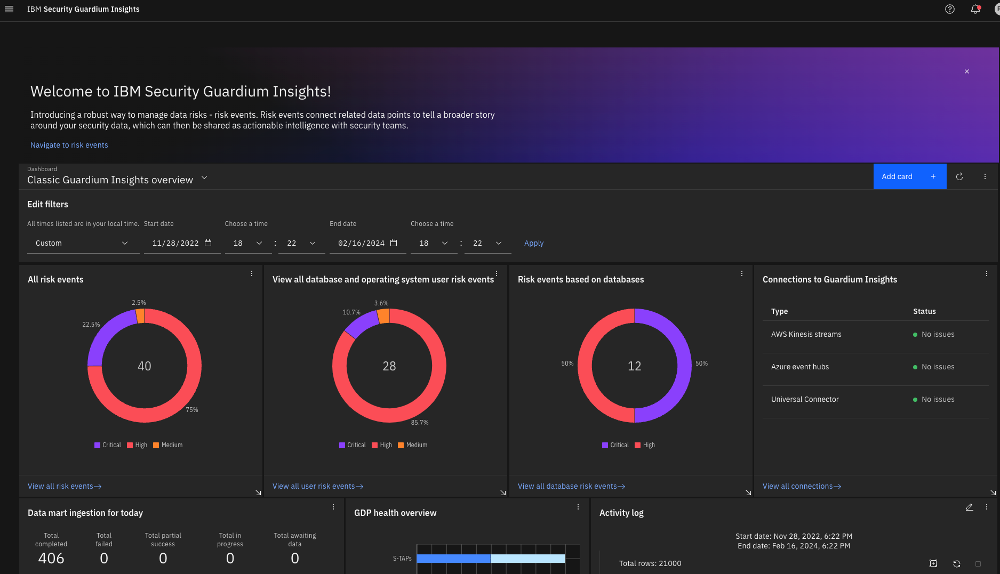 IBM Security Guardium Insights
Welcome to IBM Security Guardium Insights!
Introducing a robust way to manage data risks - risk events. Risk events connect related data points to tell a broader story
around your security data, which can then be shared as actionable intelligence with security teams.
Navigate to risk events
Dashboard
Classic Guardium Insights overview
Add card +
Edit filters
All times listed are in your local time. Start date Choose a time End date Choose a time
Custom 11/28/2022 18 : 22 02/16/2024 18 : 22 Apply
All risk events
2.5%
22.5%
40
75%
Critical High Medium
View all risk events
View all database and operating system user risk events
3.6%
10.7%
28
85.7%
Critical High Medium
View all user risk events
Risk events based on databases
50%
12
50%
Critical High
View all database risk events
Connections to Guardium Insights
Type Status
AWS Kinesis streams No issues
Azure event hubs No issues
Universal Connector No issues
View all connections
Data mart ingestion for today
Total completed
406
Total failed
0
Total partial success
0
Total in progress
0
Total awaiting data
0
GDP health overview
S-TAPs
Activity log
Start date: Nov 28, 2022, 6:22 PM
End date: Feb 16, 2024, 6:22 PM
Total rows: 21000